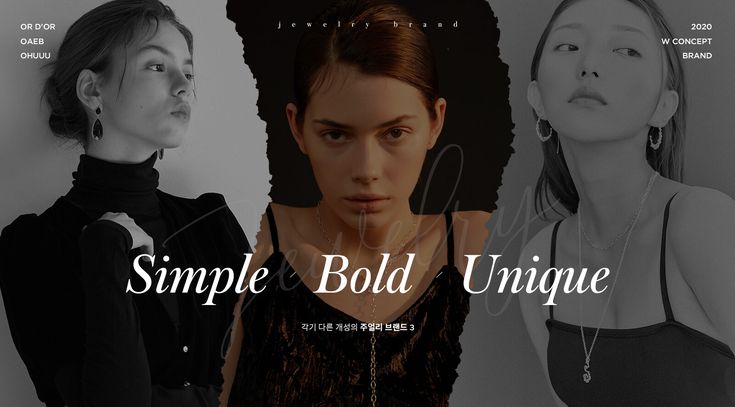 jewelry brand
OR D'OR
OAEB
OHUUU
2020
W CONCEPT
BRAND
Jewelry
Simple Bold Unique
각기 다른 개성의 주얼리 브랜드 3